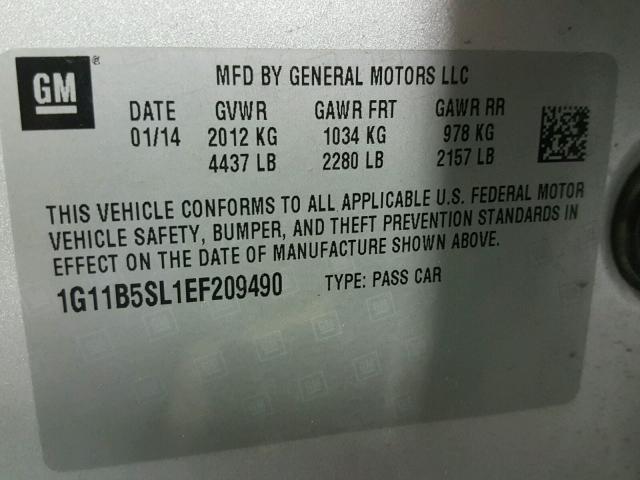 GM ® MFD BY GENERAL MOTORS LLC
DATE GVWR GAWR FRT GAWR RR
01/14 2012 KG 1034 KG 978 KG
4437 LB 2280 LB 2157 LB
THIS VEHICLE CONFORMS TO ALL APPLICABLE U.S. FEDERAL MOTOR
VEHICLE SAFETY, BUMPER, AND THEFT PREVENTION STANDARDS IN
EFFECT ON THE DATE OF MANUFACTURE SHOWN ABOVE.
1G11B5SL1EF209490 TYPE: PASS CAR